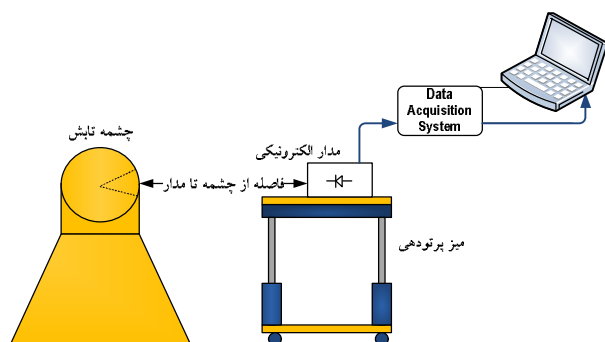 چشمه تابش
فاصله از چشمه تا مدار
مدار الکترونیکی
میز پرتودهی
Data
Acquisition
System